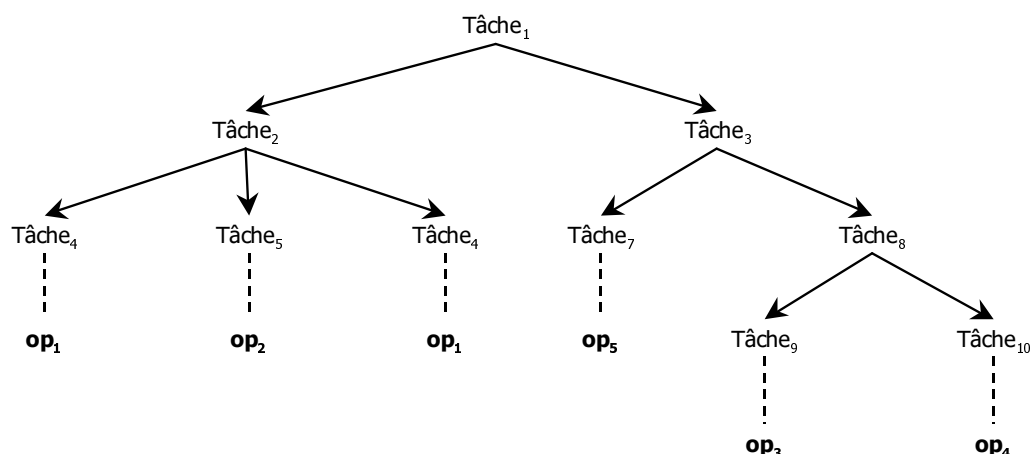 Tâche₁
Tâche₂ Tâche₃
Tâche₄ Tâche₅ Tâche₄ Tâche₇ Tâche₈
op₁ op₂ op₁ op₅ Tâche₉ Tâche₁₀
op₃ op₄